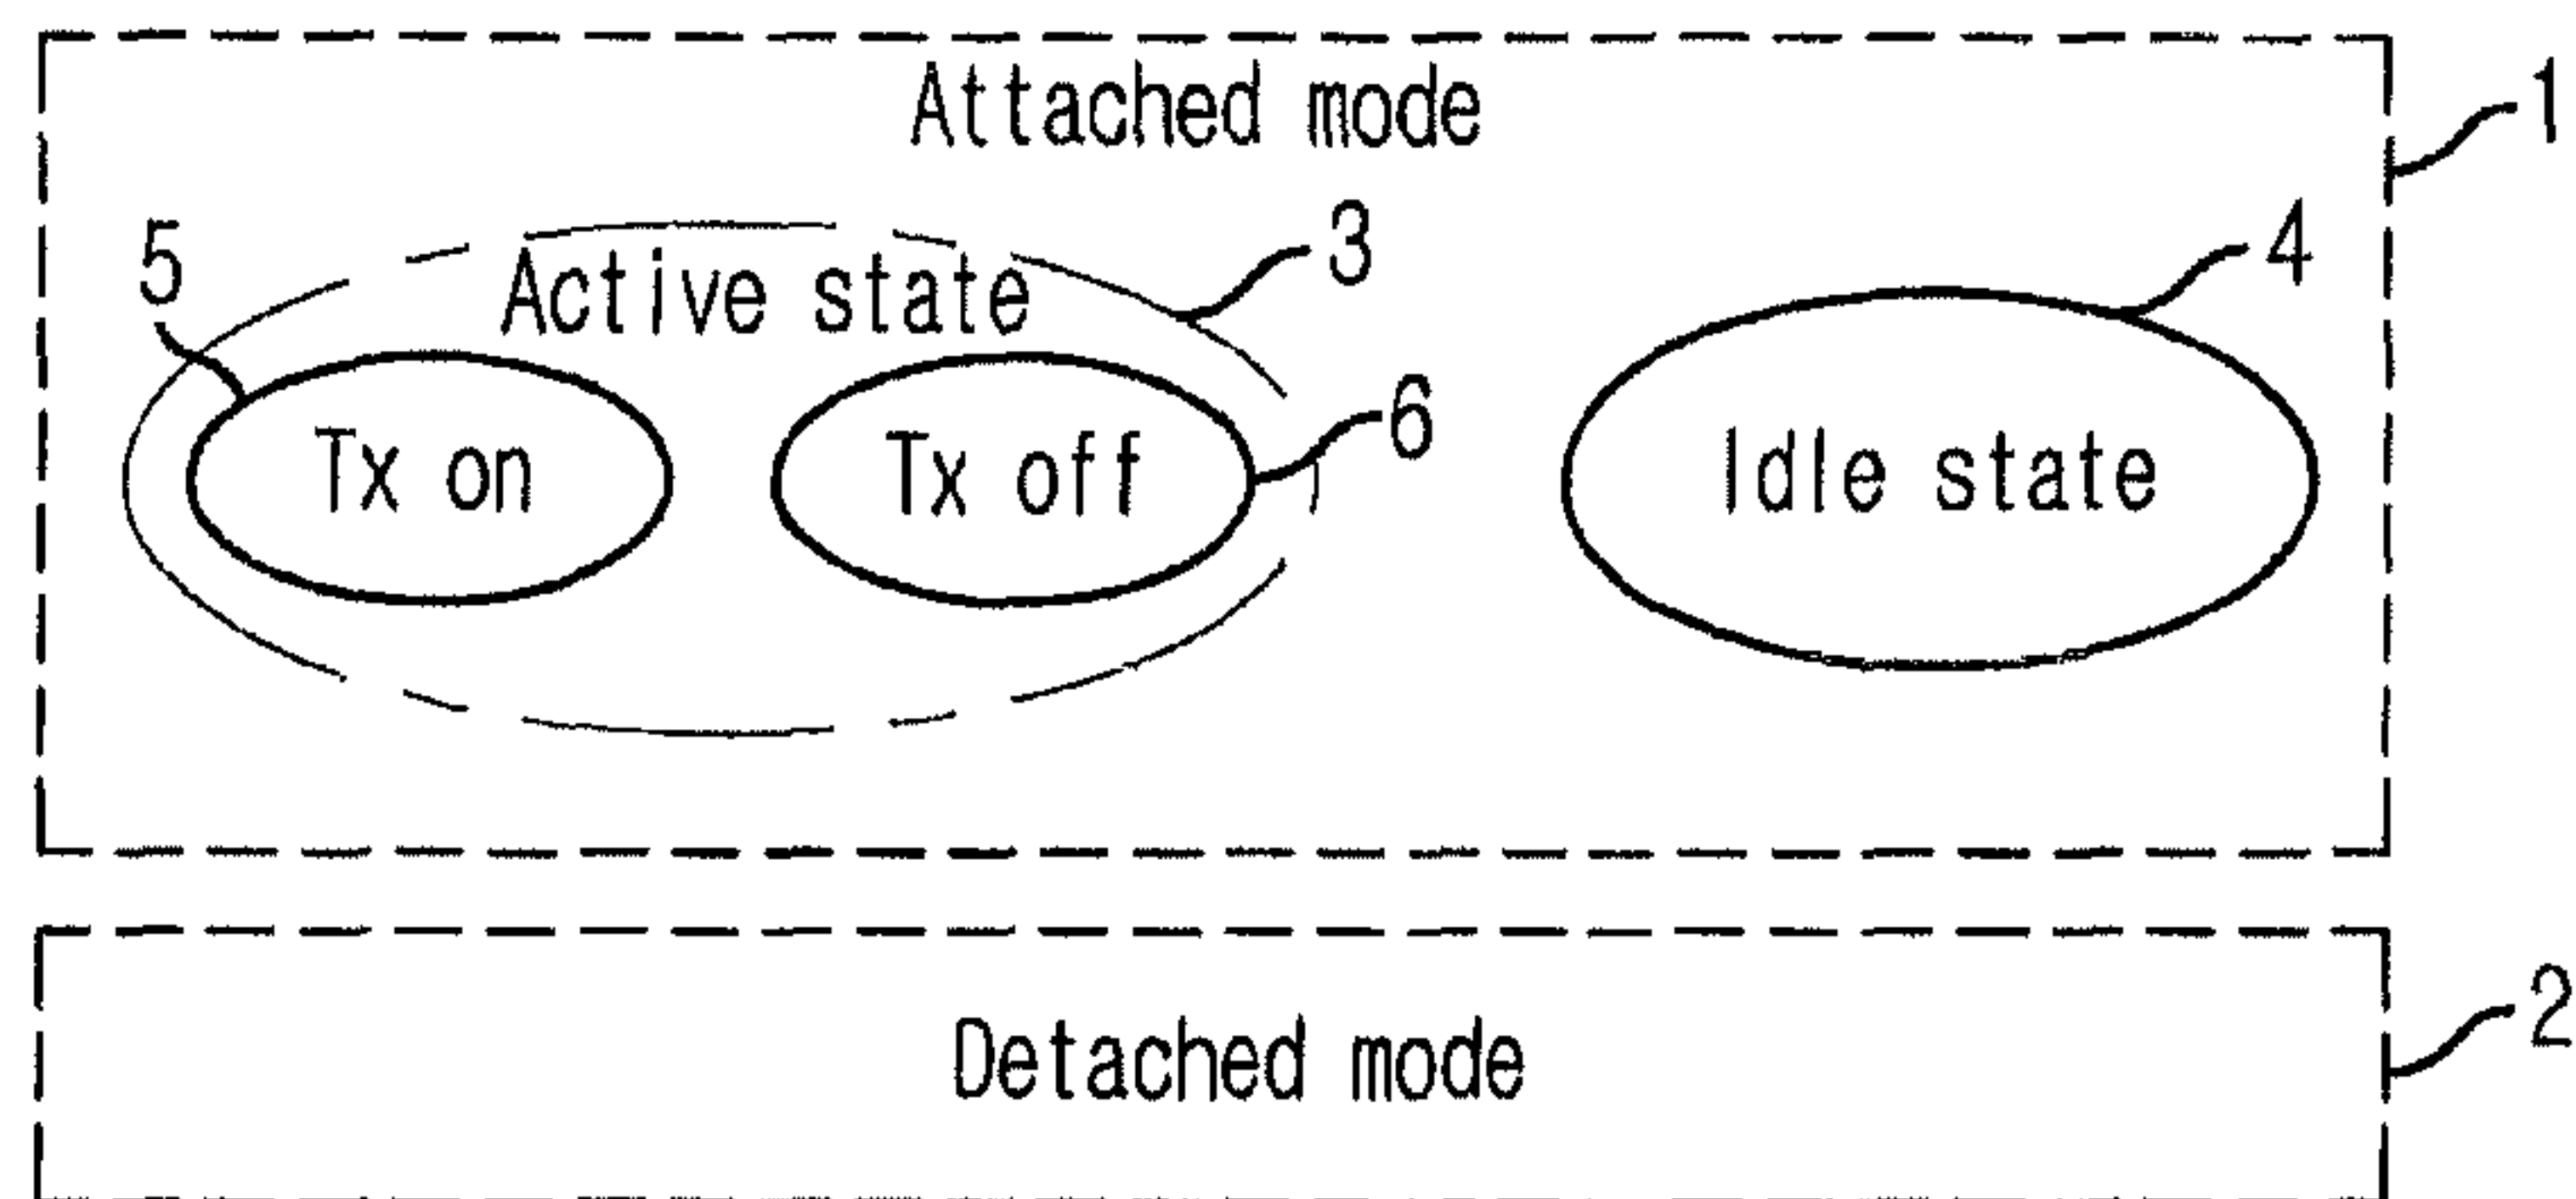 Attached mode
1
5
Active state
3
4
Tx on
Tx off
6
Idle state
Detached mode
2